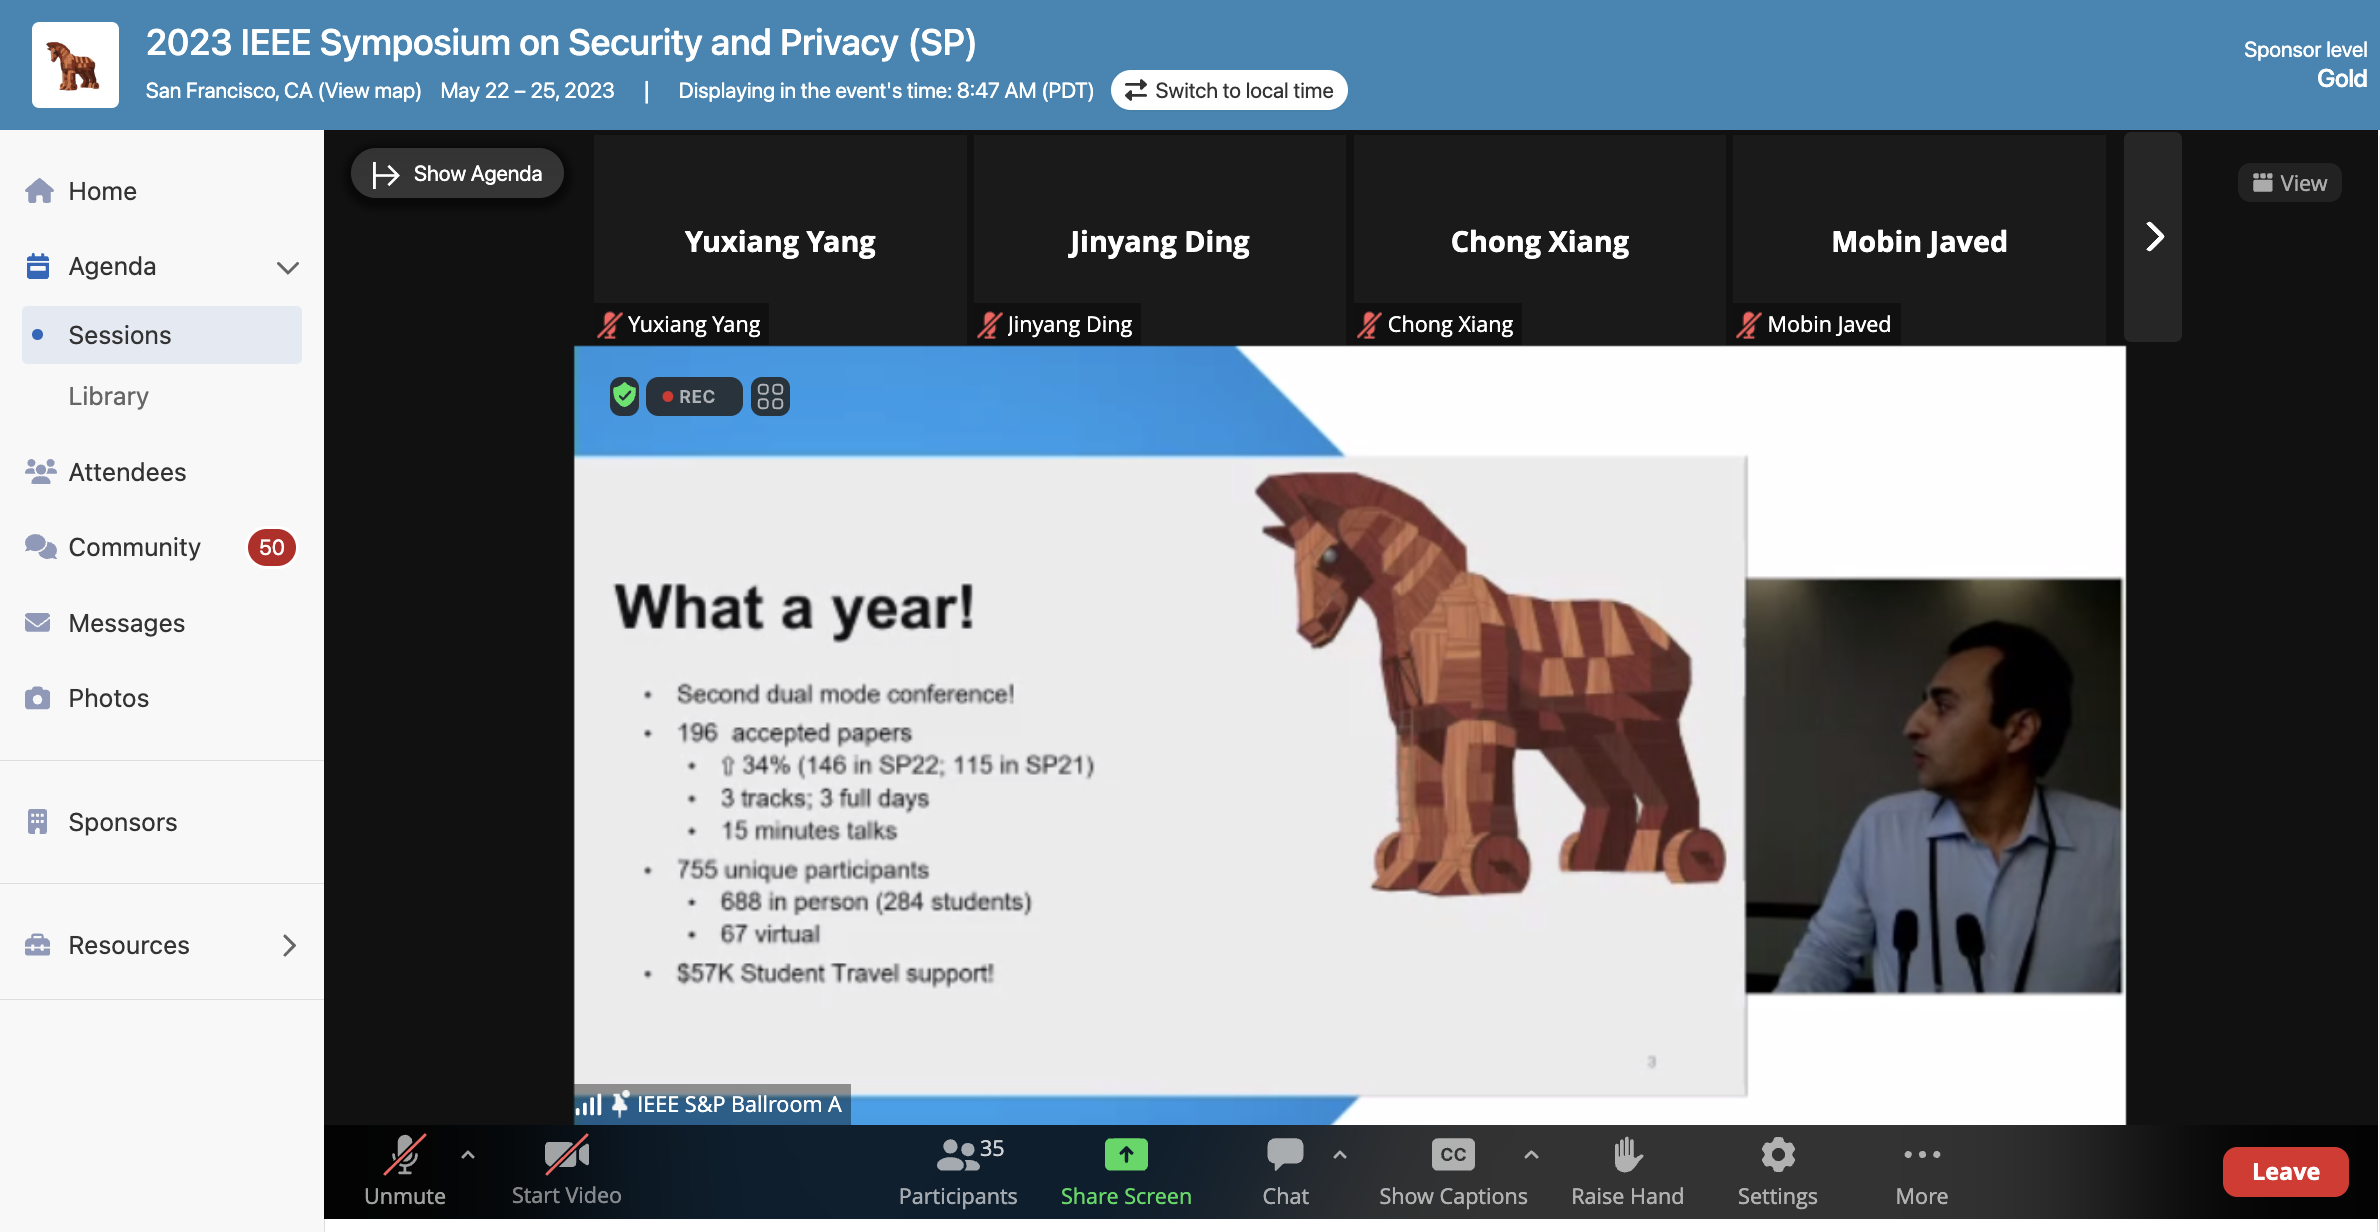 2023 IEEE Symposium on Security and Privacy (SP)
San Francisco, CA (View map) May 22 – 25, 2023 | Displaying in the event's time: 8:47 AM (PDT) Switch to local time
Sponsor level
Gold
Home
Agenda
Sessions
Library
Attendees
Community 50
Messages
Photos
Sponsors
Resources
Show Agenda
View
Yuxiang Yang
Jinyang Ding
Chong Xiang
Mobin Javed
Yuxiang Yang
Jinyang Ding
Chong Xiang
Mobin Javed
REC
What a year!
• Second dual mode conference!
• 196 accepted papers
• ⇧ 34% (146 in SP22; 115 in SP21)
• 3 tracks; 3 full days
• 15 minutes talks
• 755 unique participants
• 688 in person (284 students)
• 67 virtual
• $57K Student Travel support!
3
IEEE S&P Ballroom A
Unmute
Start Video
35
Participants
Share Screen
Chat
CC
Show Captions
Raise Hand
Settings
More
Leave